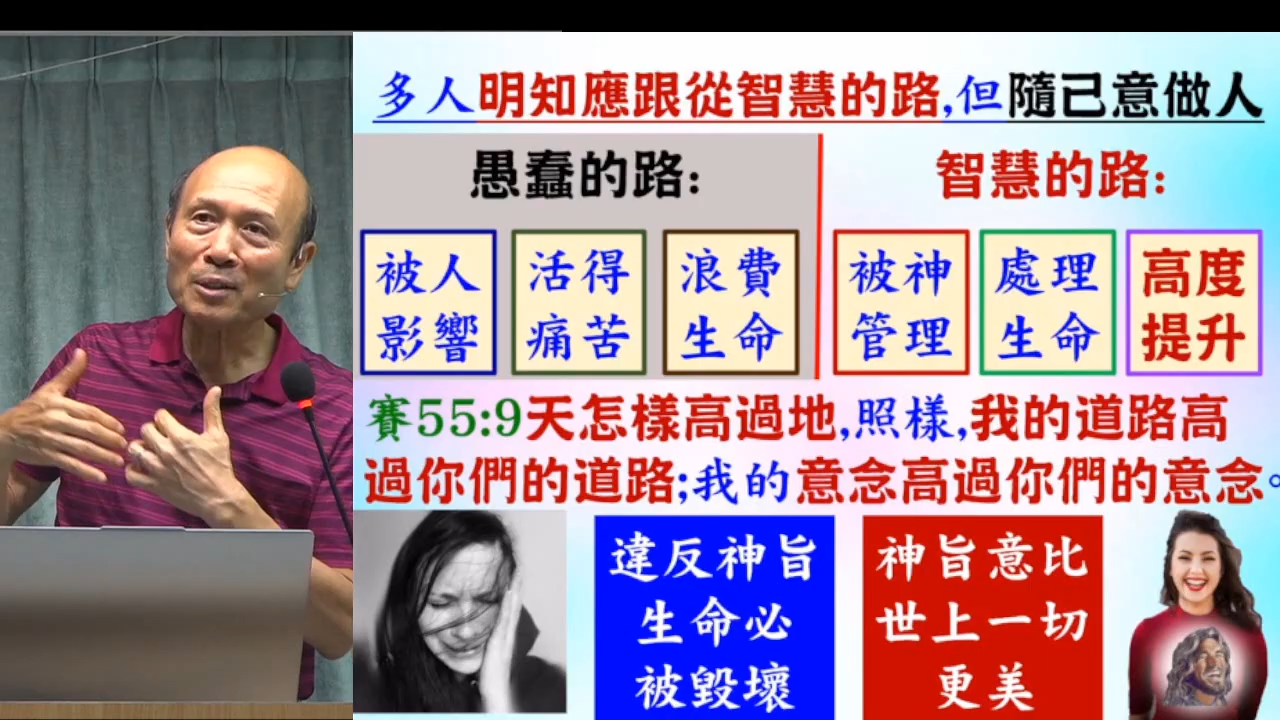 多人明知應跟從智慧的路,但隨己意做人
愚蠢的路:
智慧的路:
被人
影響
活得
痛苦
浪費
生命
被神
管理
處理
生命
高度
提升
賽55:9天怎樣高過地,照樣,我的道路高
過你們的道路;我的意念高過你們的意念。
違反神旨
生命必
被毀壞
神旨意比
世上一切
更美